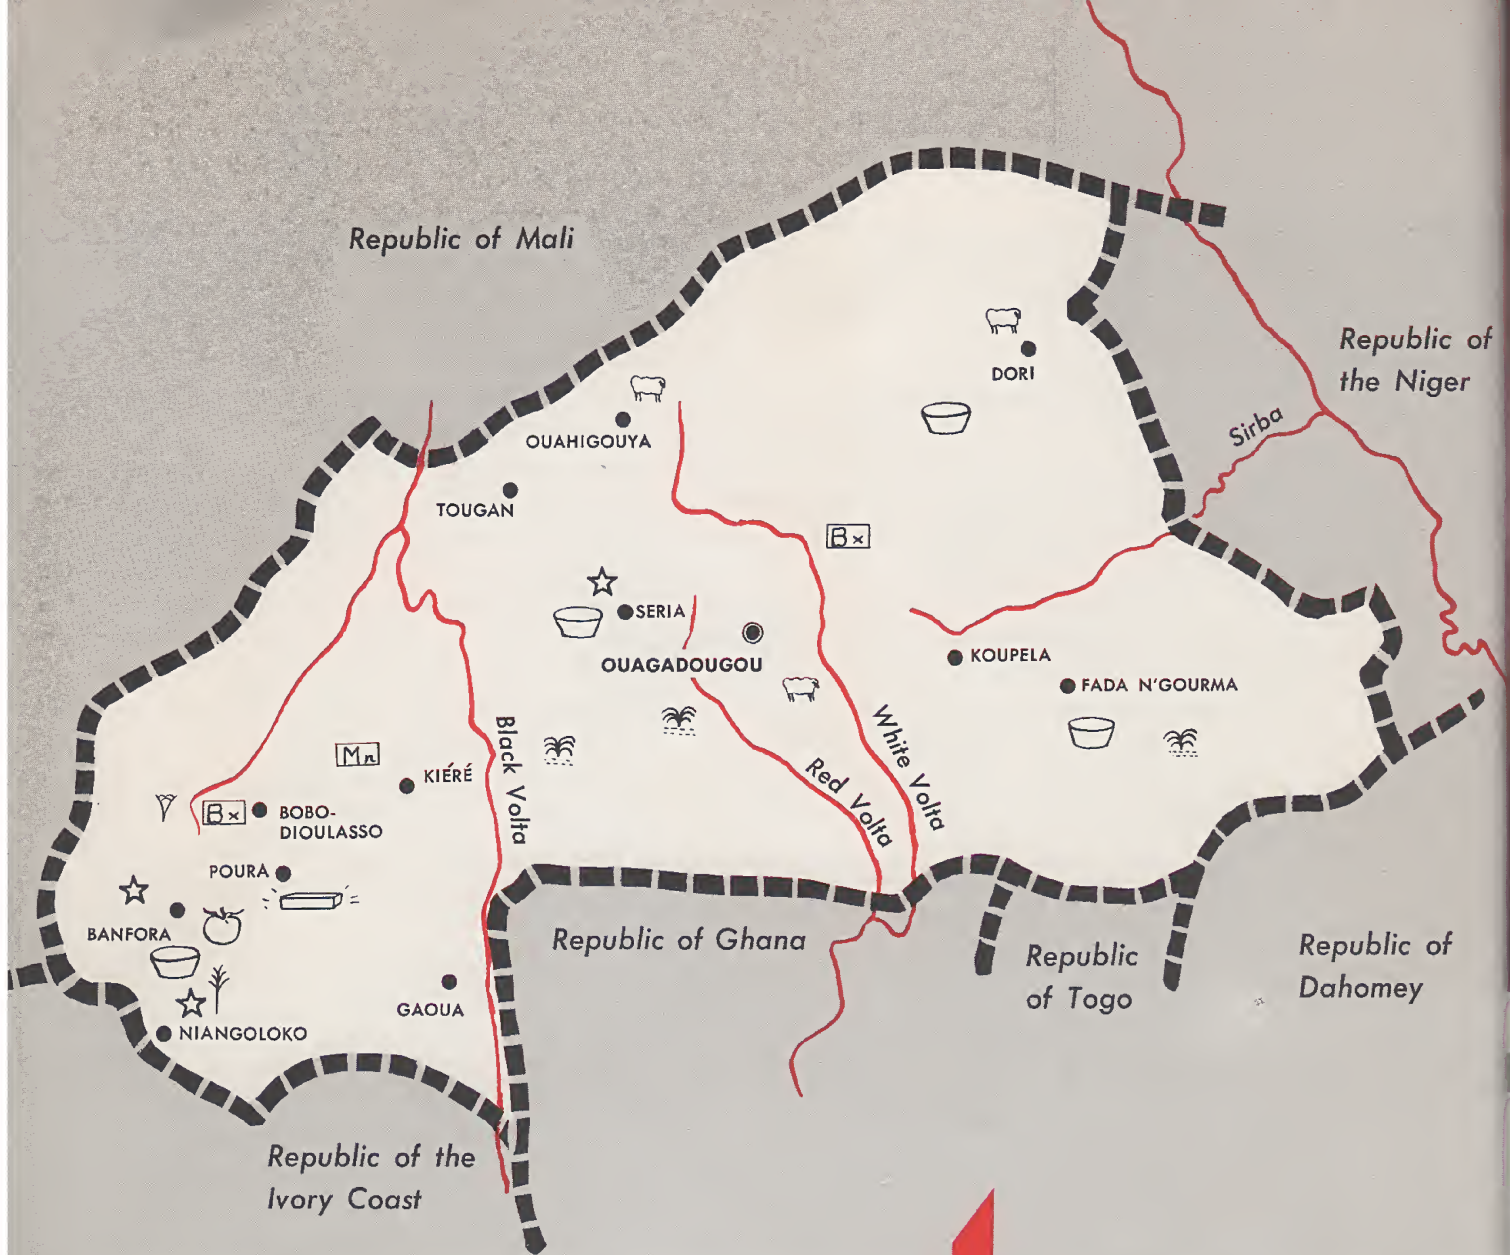 Republic of Mali
Republic of
the Niger
DORI
Sirba
OUAHIGOUYA
TOUGAN
Bx
SERIA
OUAGADOUGOU
KOUPELA
FADA N'GOURMA
Black Volta
White Volta
Red Volta
Mn
KIÉRÉ
Bx
BOBO-
DIOULASSO
POURA
BANFORA
GAOUA
NIANGOLOKO
Republic of Ghana
Republic
of Togo
Republic of
Dahomey
Republic of the
Ivory Coast